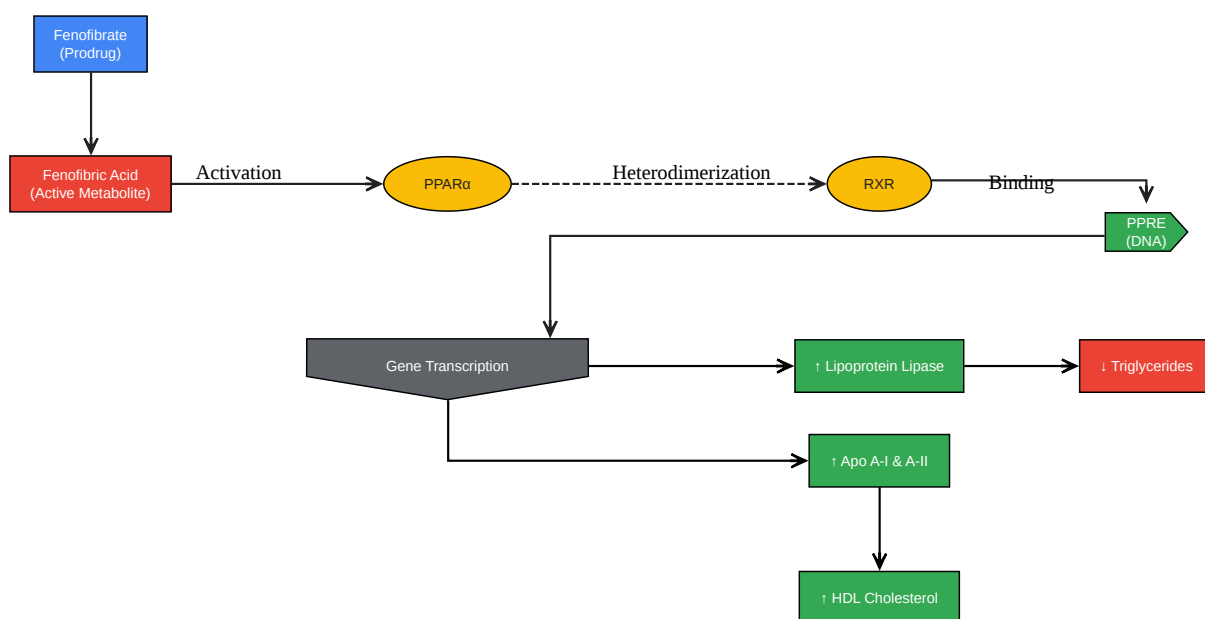 Fenofibrate
(Prodrug)
Fenofibric Acid
(Active Metabolite)
Activation
PPARα
Heterodimerization
RXR
Binding
PPRE
(DNA)
Gene Transcription
↑ Lipoprotein Lipase
↓ Triglycerides
↑ Apo A-I & A-II
↑ HDL Cholesterol